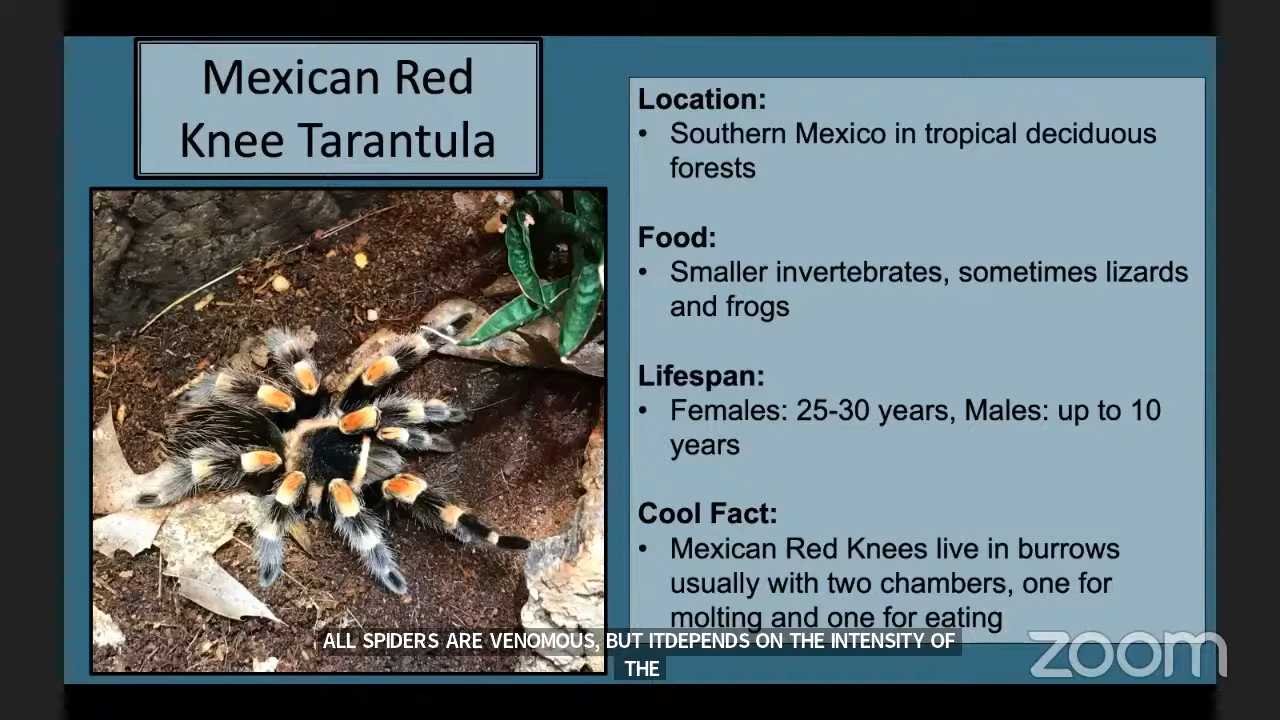 Mexican Red
Knee Tarantula
Location:
• Southern Mexico in tropical deciduous
forests
Food:
• Smaller invertebrates, sometimes lizards
and frogs
Lifespan:
• Females: 25-30 years, Males: up to 10
years
Cool Fact:
• Mexican Red Knees live in burrows
usually with two chambers, one for
molting and one for eating
ALL SPIDERS ARE VENOMOUS, BUT ITDEPENDS ON THE INTENSITY OF
THE
zoom